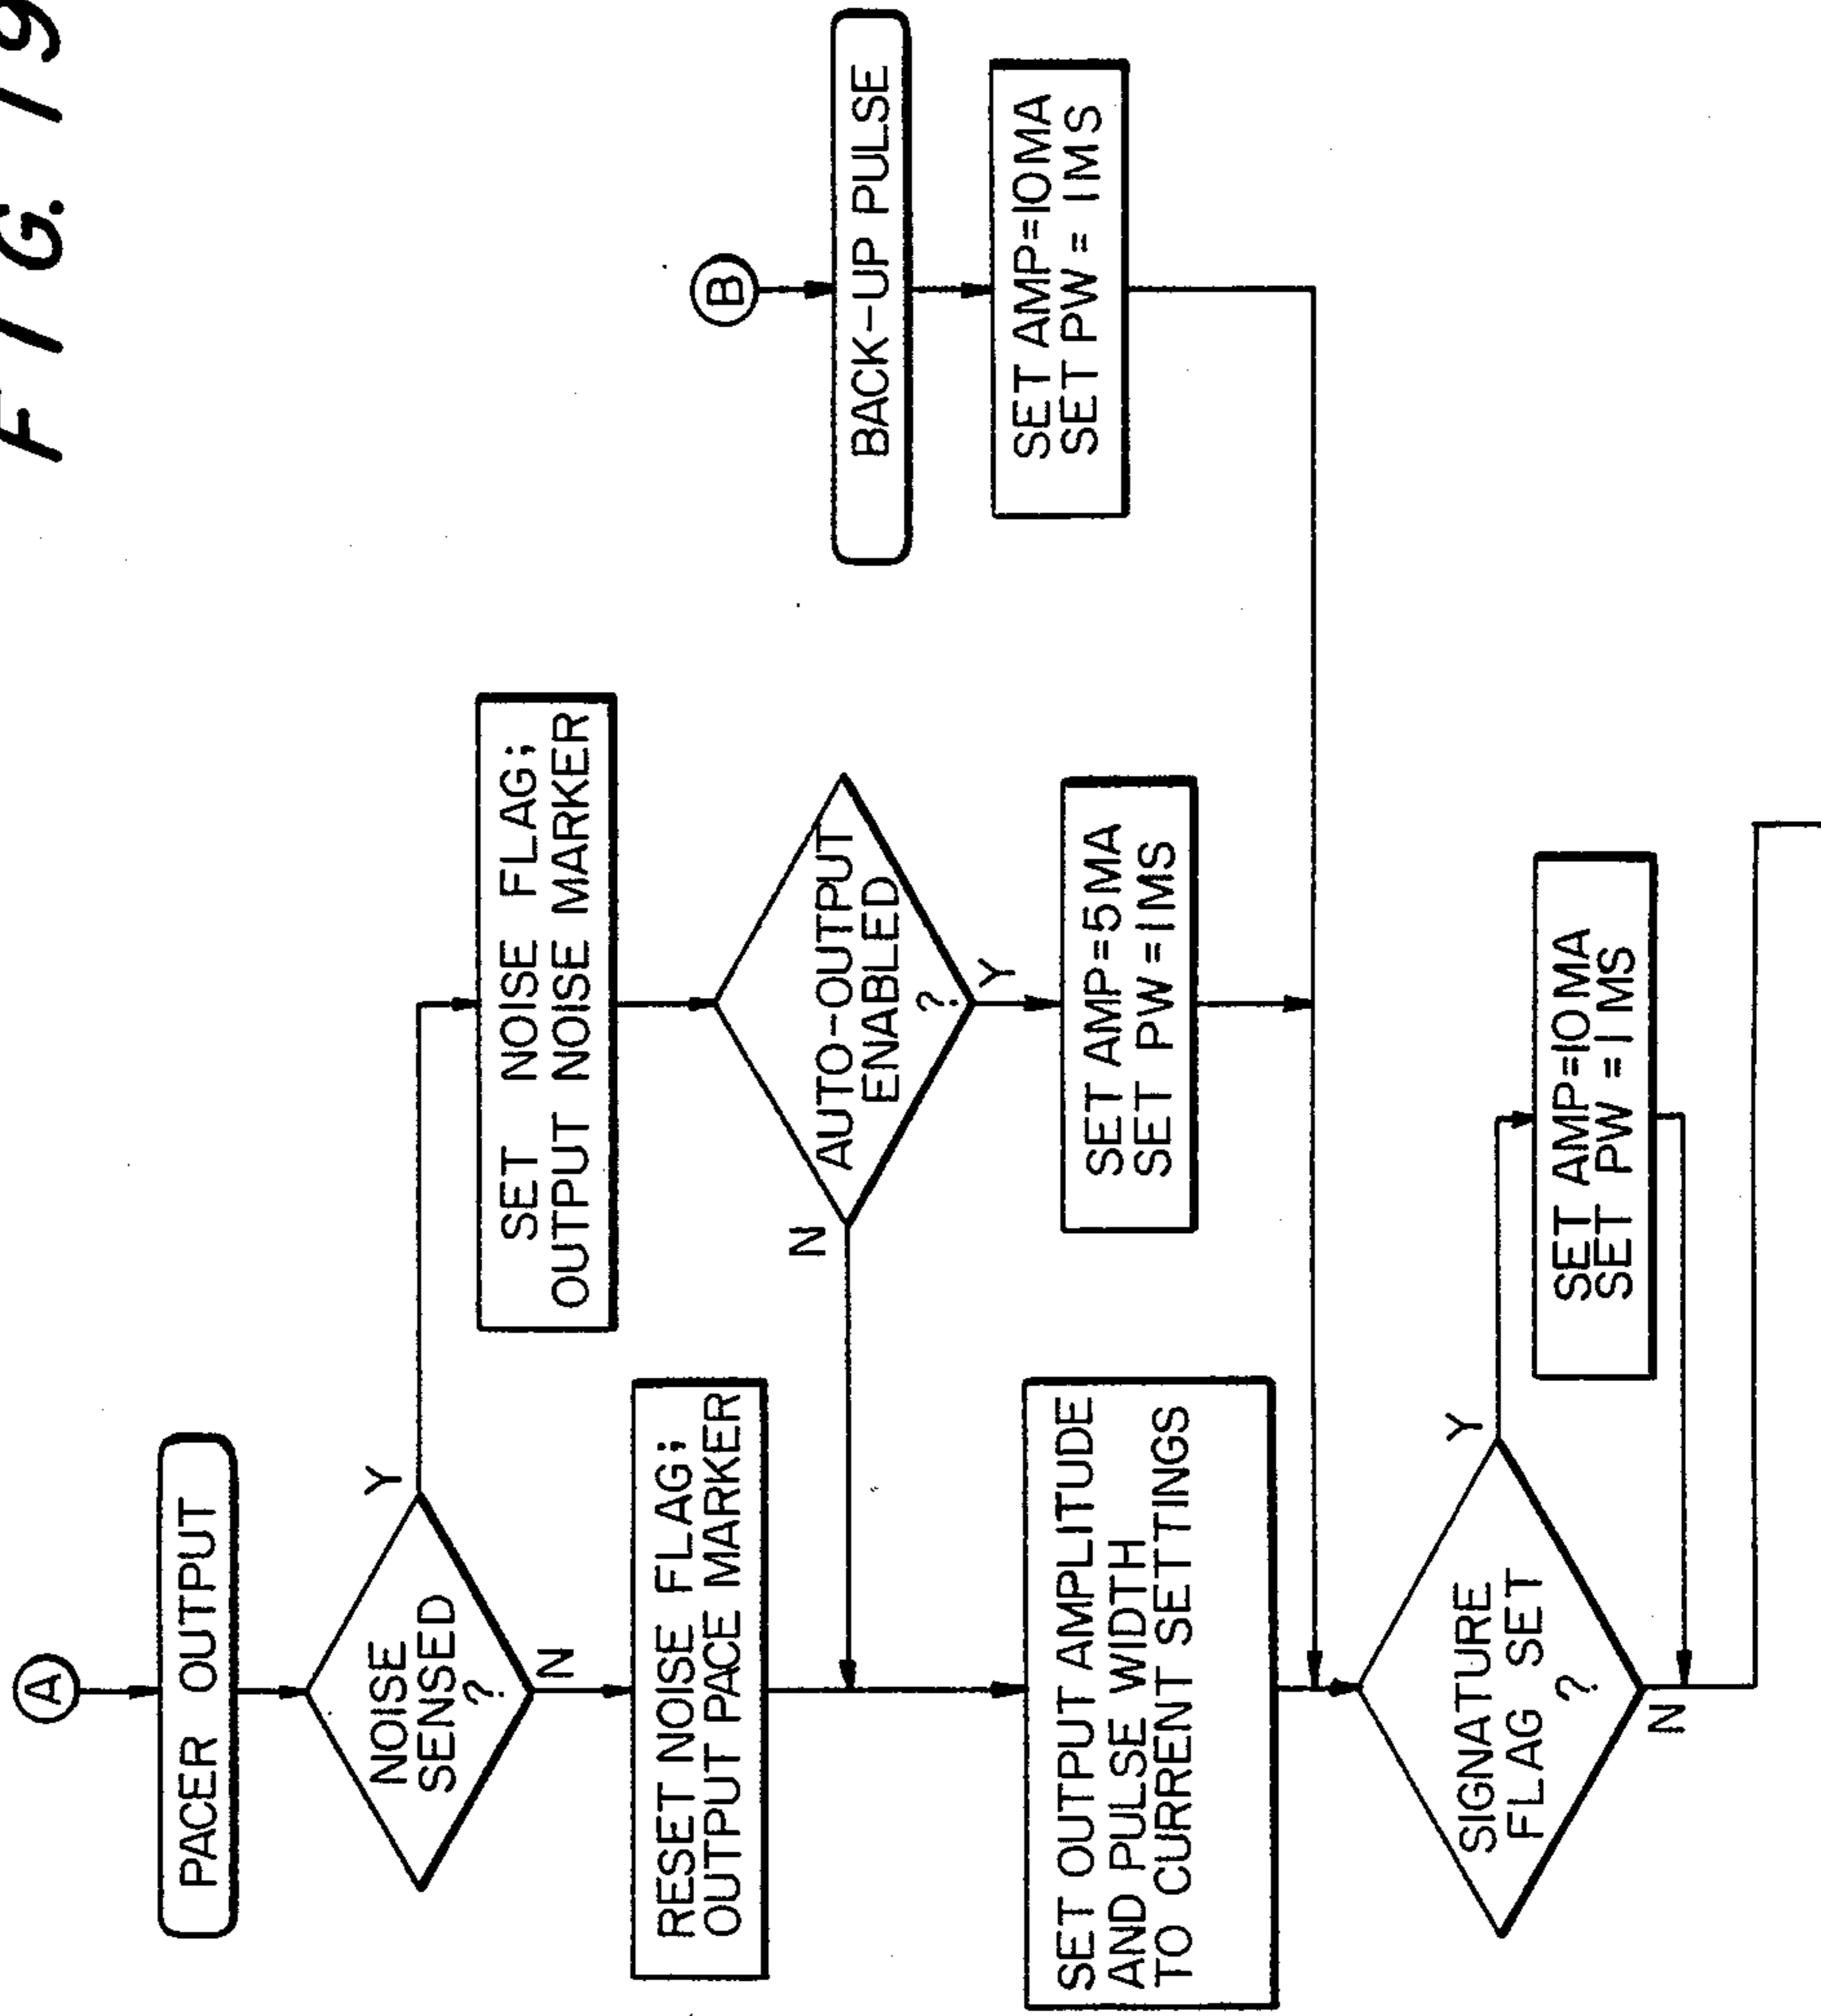 FIG. 19
A
PACER OUTPUT
NOISE
SENSED
?
Y
N
SET NOISE FLAG;
OUTPUT NOISE MARKER
RESET NOISE FLAG;
OUTPUT PACE MARKER
AUTO-OUTPUT
ENABLED
?
N
Y
B
BACK-UP PULSE
SET AMP=10MA
SET PW = 1MS
SET AMP=5MA
SET PW=1MS
SET OUTPUT AMPLITUDE
AND PULSE WIDTH
TO CURRENT SETTINGS
SIGNATURE
FLAG SET
?
Y
N
SET AMP=10MA
SET PW =1MS